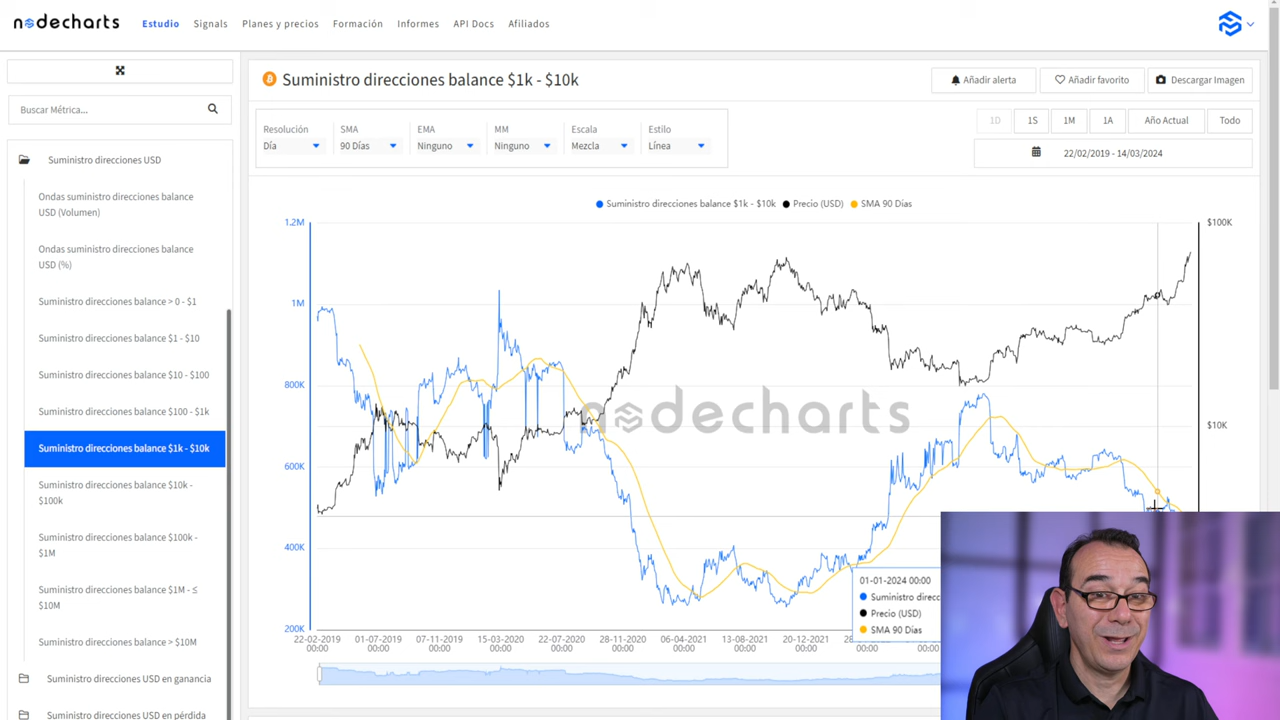 nodecharts
Estudio
Signals
Planes y precios
Formación
Informes
API Docs
Afiliados
Buscar Métrica...
Suministro direcciones USD
Ondas suministro direcciones balance
USD (Volumen)
Ondas suministro direcciones balance
USD (%)
Suministro direcciones balance > 0 - $1
Suministro direcciones balance $1 - $10
Suministro direcciones balance $10 - $100
Suministro direcciones balance $100 - $1k
Suministro direcciones balance $1k - $10k
Suministro direcciones balance $10k -
$100k
Suministro direcciones balance $100k -
$1M
Suministro direcciones balance $1M - ≤
$10M
Suministro direcciones balance > $10M
Suministro direcciones USD en ganancia
Suministro direcciones USD en pérdida
Suministro direcciones balance $1k - $10k
Añadir alerta
Añadir favorito
Descargar Imagen
Resolución
Día
SMA
90 Días
EMA
Ninguno
MM
Ninguno
Escala
Mezcla
Estilo
Línea
1D
1S
1M
1A
Año Actual
Todo
22/02/2019 - 14/03/2024
Suministro direcciones balance $1k - $10k
Precio (USD)
SMA 90 Días
1.2M
1M
800K
600K
400K
200K
$100K
$10K
nodecharts
01-01-2024 00:00
Suministro direcc
Precio (USD)
SMA 90 Días
22-02-2019
00:00
01-07-2019
00:00
07-11-2019
00:00
15-03-2020
00:00
22-07-2020
00:00
28-11-2020
00:00
06-04-2021
00:00
13-08-2021
00:00
20-12-2021
00:00
00:00
00:00